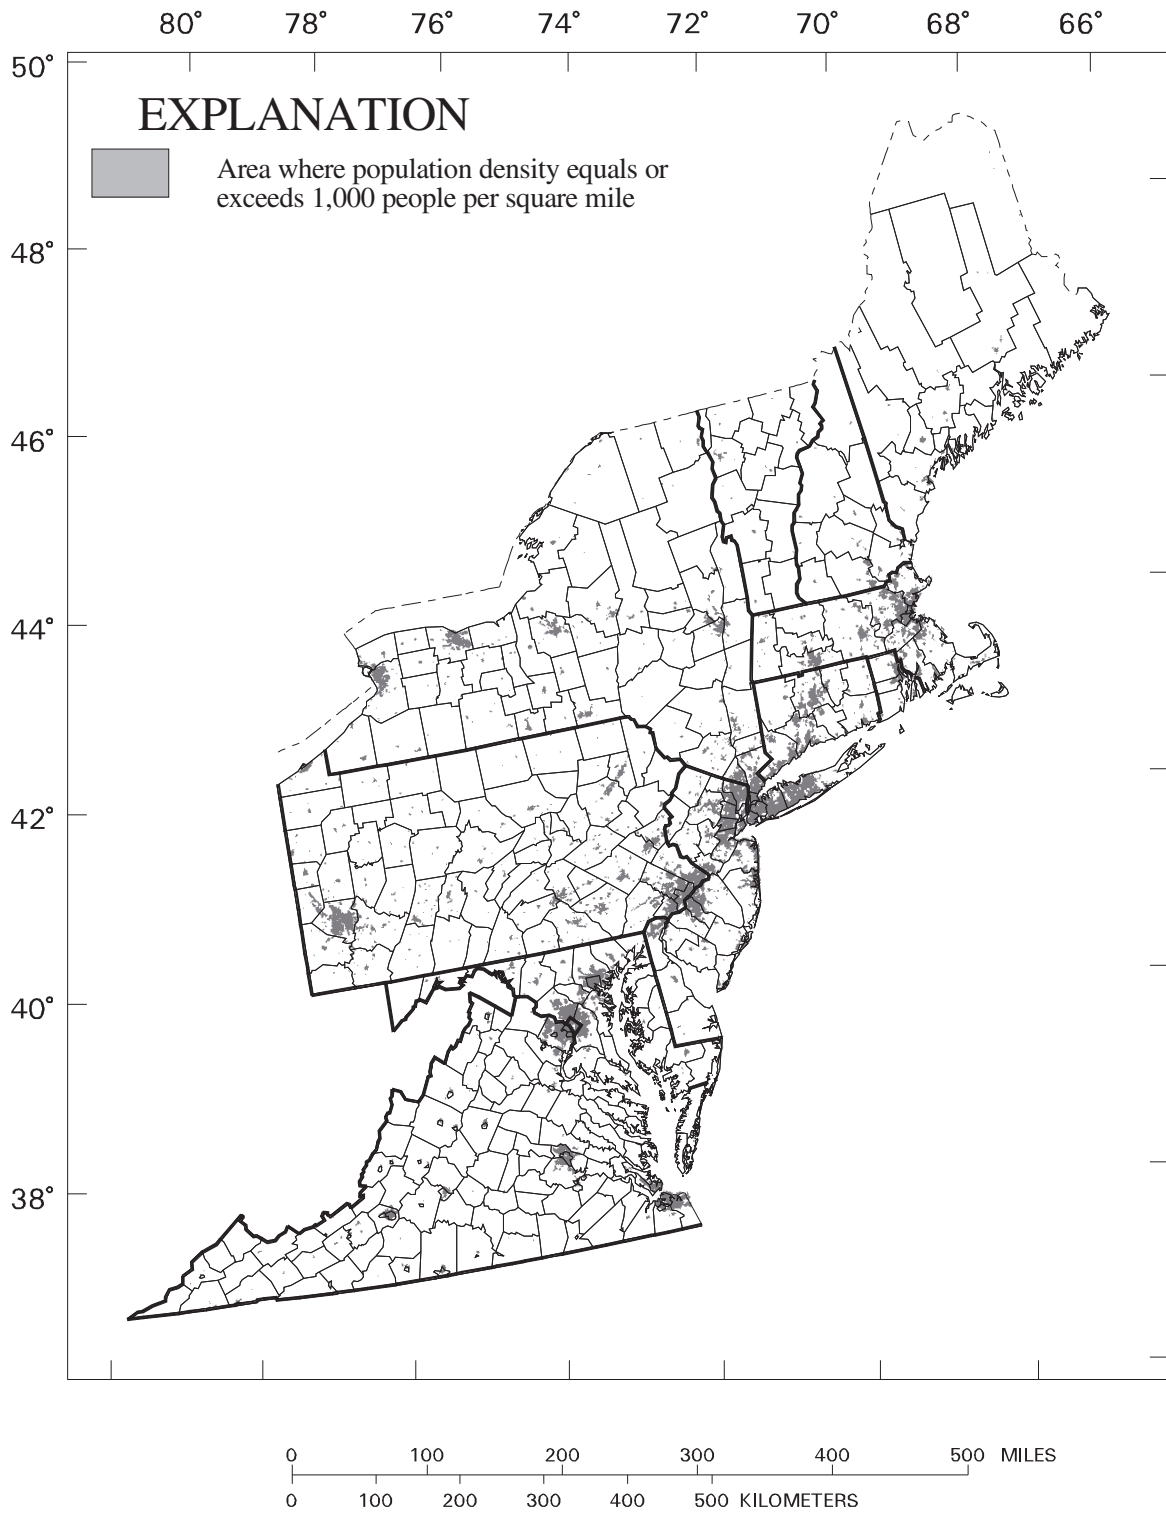 80° 78° 76° 74° 72° 70° 68° 66°
50°
EXPLANATION
Area where population density equals or
exceeds 1,000 people per square mile
48°
46°
44°
42°
40°
38°
0 100 200 300 400 500 MILES
0 100 200 300 400 500 KILOMETERS